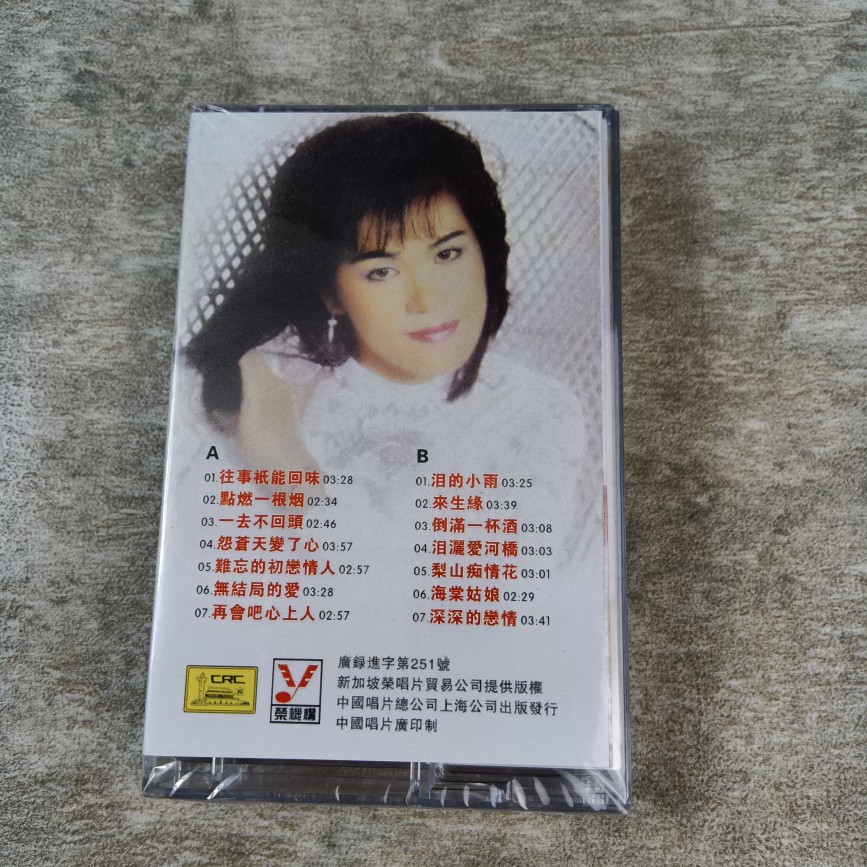 A
01.往事衹能回味 03:28
02.點燃一根烟 02:34
03.一去不回頭 02:46
04.怨蒼天變了心 03:57
05.難忘的初戀情人 02:57
06.無結局的愛 03:28
07.再會吧心上人 02:57
B
01.泪的小雨 03:25
02.來生緣 03:39
03.倒滿一杯酒 03:08
04.泪灑愛河橋 03:03
05.梨山痴情花 03:01
06.海棠姑娘 02:29
07.深深的戀情 03:41
CRC
榮機構
廣録進字第251號
新加坡榮唱片貿易公司提供版權
中國唱片總公司上海公司出版發行
中國唱片廣印制